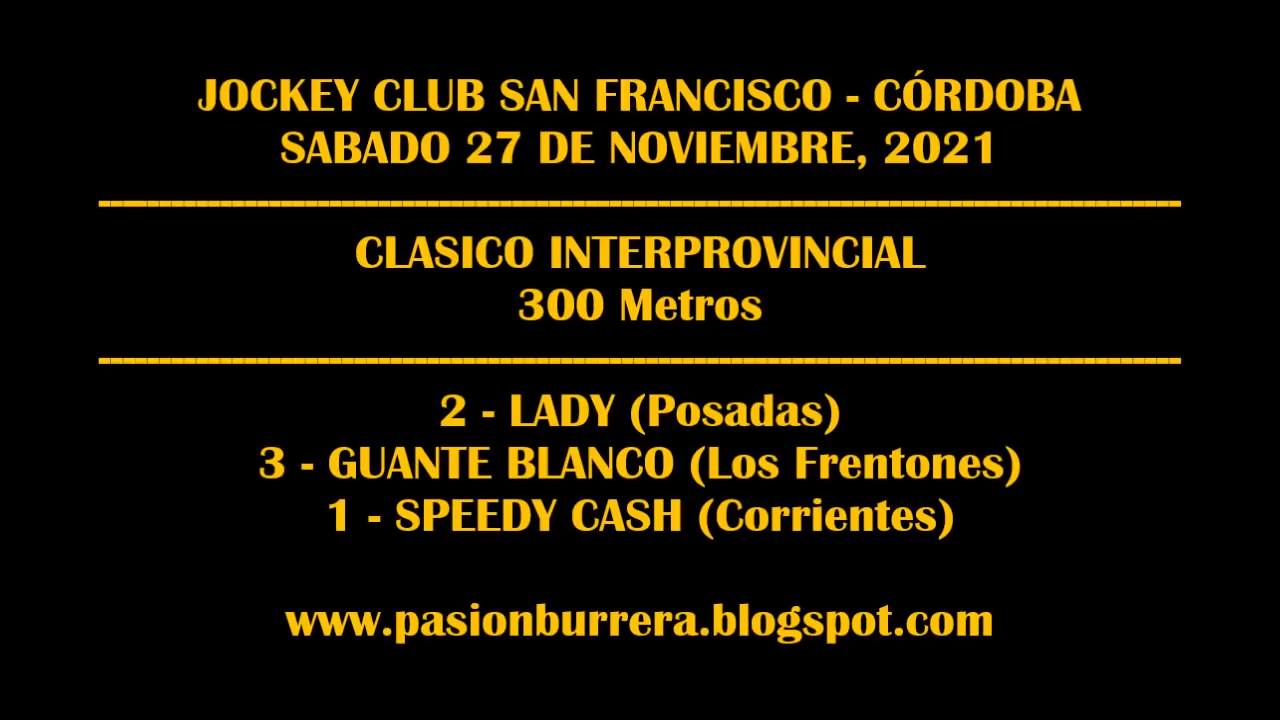 JOCKEY CLUB SAN FRANCISCO - CÓRDOBA
SABADO 27 DE NOVIEMBRE, 2021
CLASICO INTERPROVINCIAL
300 Metros
2 - LADY (Posadas)
3 - GUANTE BLANCO (Los Frentones)
1 - SPEEDY CASH (Corrientes)
www.pasionburrera.blogspot.com